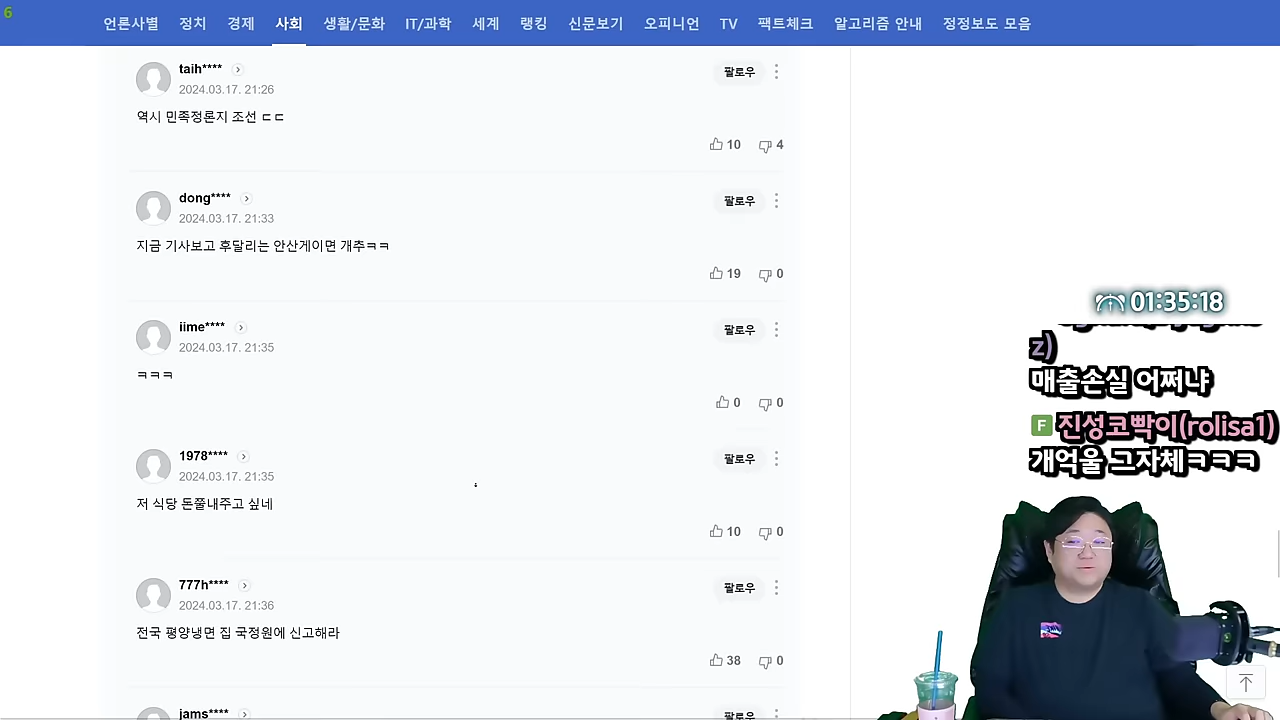 6
언론사별 정치 경제 사회 생활/문화 IT/과학 세계 랭킹 신문보기 오피니언 TV 팩트체크 알고리즘 안내 정정보도 모음
taih****
팔로우
2024.03.17. 21:26
역시 민족정론지 조선 ㄷㄷ
10 4
dong****
팔로우
2024.03.17. 21:33
지금 기사보고 후달리는 안산게이면 개추ㅋㅋ
19 0
iime****
팔로우
2024.03.17. 21:35
ㅋㅋㅋ
0 0
1978****
팔로우
2024.03.17. 21:35
저 식당 돈쭐내주고 싶네
10 0
777h****
팔로우
2024.03.17. 21:36
전국 평양냉면 집 국정원에 신고해라
38 0
jams****
팔로우
01:35:18
z)
매출손실 어쩌냐
F 진성코빡이(rolisa1)
개억울 그자체ㅋㅋㅋ